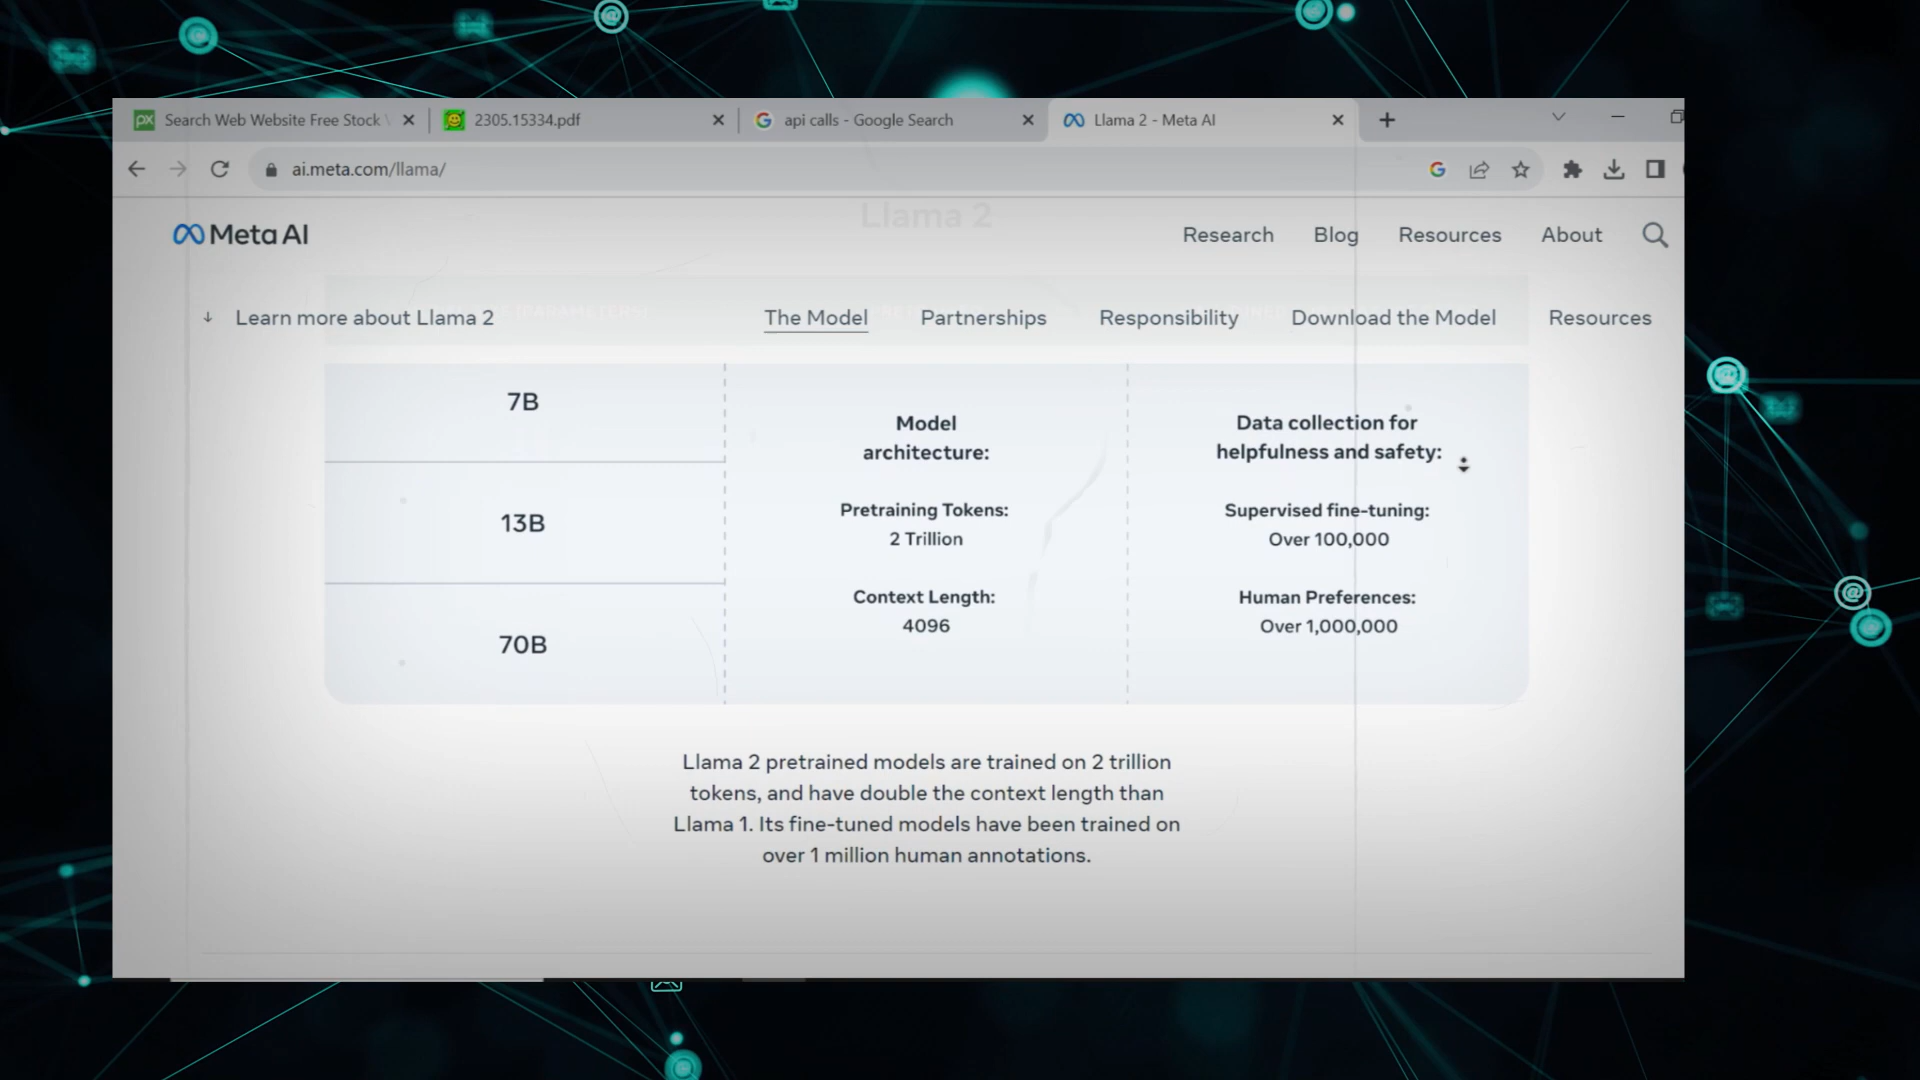 Search Web Website Free Stock
2305.15334.pdf
api calls - Google Search
Llama 2 - Meta AI
ai.meta.com/llama/
Llama 2
Meta AI
Research
Blog
Resources
About
Learn more about Llama 2
The Model
Partnerships
Responsibility
Download the Model
Resources
7B
13B
70B
Model
architecture:
Pretraining Tokens:
2 Trillion
Context Length:
4096
Data collection for
helpfulness and safety:
Supervised fine-tuning:
Over 100,000
Human Preferences:
Over 1,000,000
Llama 2 pretrained models are trained on 2 trillion
tokens, and have double the context length than
Llama 1. Its fine-tuned models have been trained on
over 1 million human annotations.